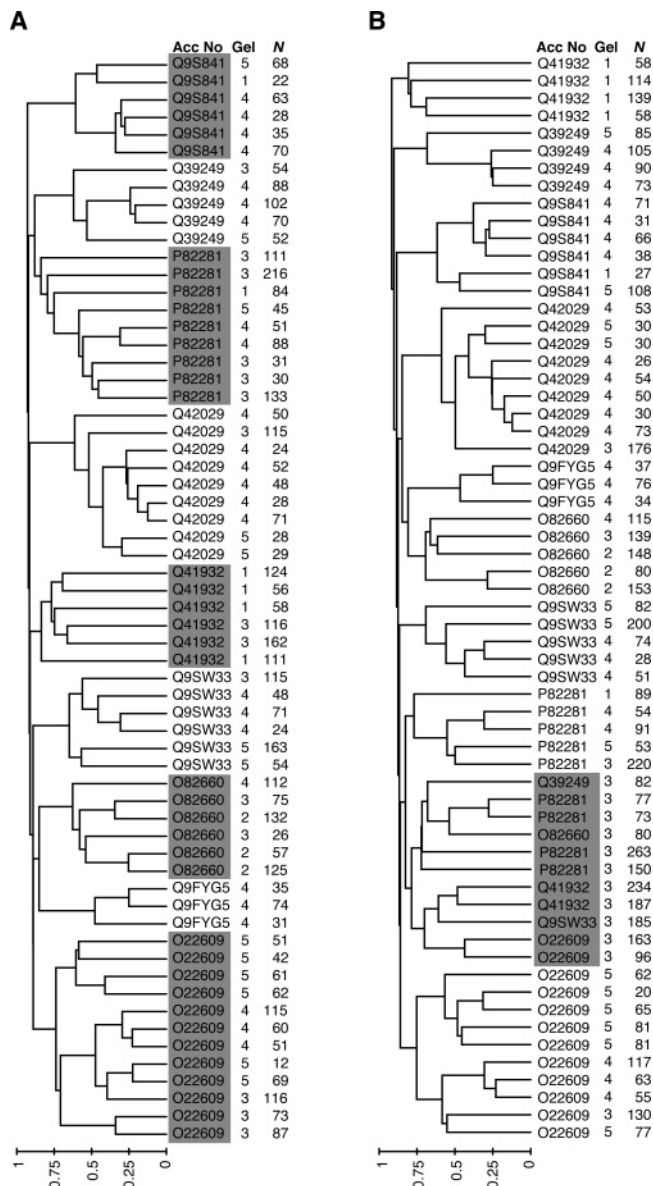 A
Acc No Gel N
Q9S841 5 68
Q9S841 1 22
Q9S841 4 63
Q9S841 4 28
Q9S841 4 35
Q9S841 4 70
Q39249 3 54
Q39249 4 88
Q39249 4 102
Q39249 4 70
Q39249 5 52
P82281 3 111
P82281 3 216
P82281 1 84
P82281 5 45
P82281 4 51
P82281 4 88
P82281 3 31
P82281 3 30
P82281 3 133
Q42029 4 50
Q42029 3 115
Q42029 4 24
Q42029 4 52
Q42029 4 48
Q42029 4 28
Q42029 4 71
Q42029 5 28
Q42029 5 29
Q41932 1 124
Q41932 1 56
Q41932 1 58
Q41932 3 116
Q41932 3 162
Q41932 1 111
Q9SW33 3 115
Q9SW33 4 48
Q9SW33 4 71
Q9SW33 4 24
Q9SW33 5 163
Q9SW33 5 54
O82660 4 112
O82660 3 75
O82660 2 132
O82660 3 26
O82660 2 57
O82660 2 125
Q9FYG5 4 35
Q9FYG5 4 74
Q9FYG5 4 31
O22609 5 51
O22609 5 42
O22609 5 61
O22609 5 62
O22609 4 115
O22609 4 60
O22609 4 51
O22609 5 12
O22609 5 69
O22609 3 116
O22609 3 73
O22609 3 87
1 0.75 0.5 0.25 0
B
Acc No Gel N
Q41932 1 58
Q41932 1 114
Q41932 1 139
Q41932 1 58
Q39249 5 85
Q39249 4 105
Q39249 4 90
Q39249 4 73
Q9S841 4 71
Q9S841 4 31
Q9S841 4 66
Q9S841 4 38
Q9S841 1 27
Q9S841 5 108
Q42029 4 53
Q42029 5 30
Q42029 5 30
Q42029 4 26
Q42029 4 54
Q42029 4 50
Q42029 4 30
Q42029 4 73
Q42029 3 176
Q9FYG5 4 37
Q9FYG5 4 76
Q9FYG5 4 34
O82660 4 115
O82660 3 139
O82660 2 148
O82660 2 80
O82660 2 153
Q9SW33 5 82
Q9SW33 5 200
Q9SW33 4 74
Q9SW33 4 28
Q9SW33 4 51
P82281 1 89
P82281 4 54
P82281 4 91
P82281 5 53
P82281 3 220
Q39249 3 82
P82281 3 77
P82281 3 73
O82660 3 80
P82281 3 263
P82281 3 150
Q41932 3 234
Q41932 3 187
Q9SW33 3 185
O22609 3 163
O22609 3 96
O22609 5 62
O22609 5 20
O22609 5 65
O22609 5 81
O22609 5 81
O22609 4 117
O22609 4 63
O22609 4 55
O22609 3 130
O22609 5 77
1 0.75 0.5 0.25 0